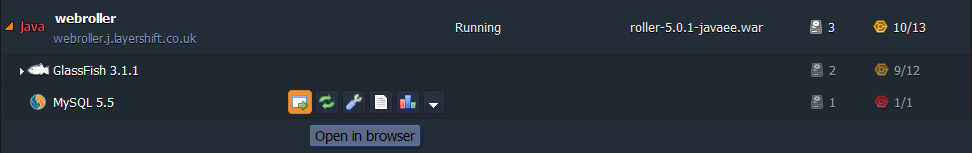 Java webroller Running roller-5.0.1-javaee.war 3 10/13
webroller.j.layershift.co.uk
GlassFish 3.1.1 2 9/12
MySQL 5.5 1 1/1
Open in browser